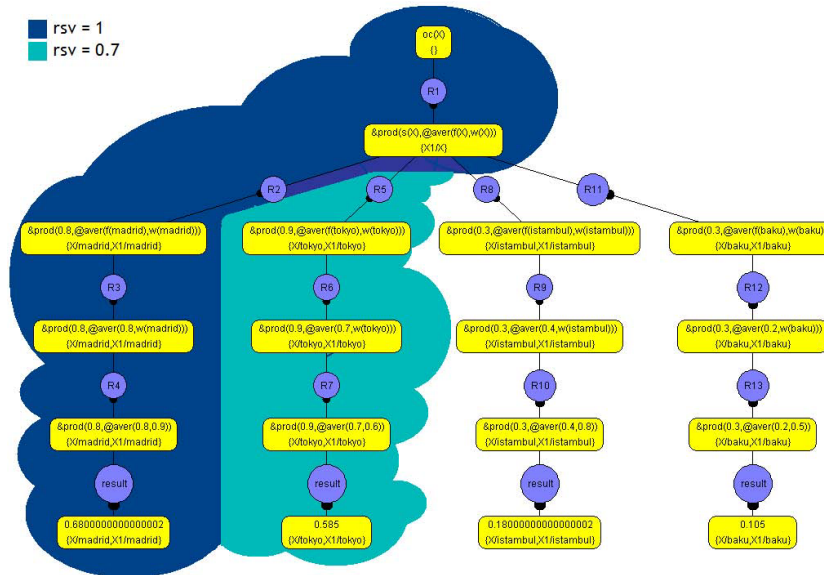 rsv = 1
rsv = 0.7
oc(X)
{}
R1
&prod(s(X),@aver(f(X),w(X)))
{X1/X}
R2
R5
R8
R11
&prod(0.8,@aver(f(madrid),w(madrid)))
{X/madrid,X1/madrid}
&prod(0.9,@aver(f(tokyo),w(tokyo)))
{X/tokyo,X1/tokyo}
&prod(0.3,@aver(f(istambul),w(istambul)))
{X/istambul,X1/istambul}
&prod(0.3,@aver(f(baku),w(baku)))
{X/baku,X1/baku}
R3
R6
R9
R12
&prod(0.8,@aver(0.8,w(madrid)))
{X/madrid,X1/madrid}
&prod(0.9,@aver(0.7,w(tokyo)))
{X/tokyo,X1/tokyo}
&prod(0.3,@aver(0.4,w(istambul)))
{X/istambul,X1/istambul}
&prod(0.3,@aver(0.2,w(baku)))
{X/baku,X1/baku}
R4
R7
R10
R13
&prod(0.8,@aver(0.8,0.9))
{X/madrid,X1/madrid}
&prod(0.9,@aver(0.7,0.6))
{X/tokyo,X1/tokyo}
&prod(0.3,@aver(0.4,0.8))
{X/istambul,X1/istambul}
&prod(0.3,@aver(0.2,0.5))
{X/baku,X1/baku}
result
result
result
result
0.6800000000000002
{X/madrid,X1/madrid}
0.585
{X/tokyo,X1/tokyo}
0.18000000000000002
{X/istambul,X1/istambul}
0.105
{X/baku,X1/baku}